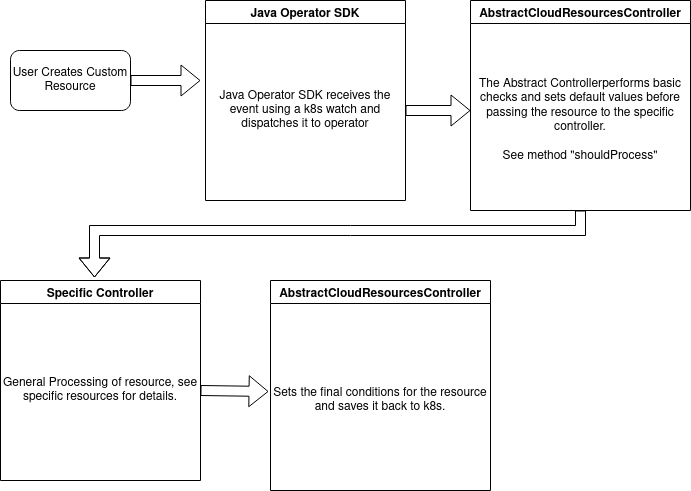 User Creates Custom
Resource
Java Operator SDK
Java Operator SDK receives the
event using a k8s watch and
dispatches it to operator
AbstractCloudResourcesController
The Abstract Controllerperforms basic
checks and sets default values before
passing the resource to the specific
controller.
See method "shouldProcess"
Specific Controller
General Processing of resource, see
specific resources for details.
AbstractCloudResourcesController
Sets the final conditions for the resource
and saves it back to k8s.